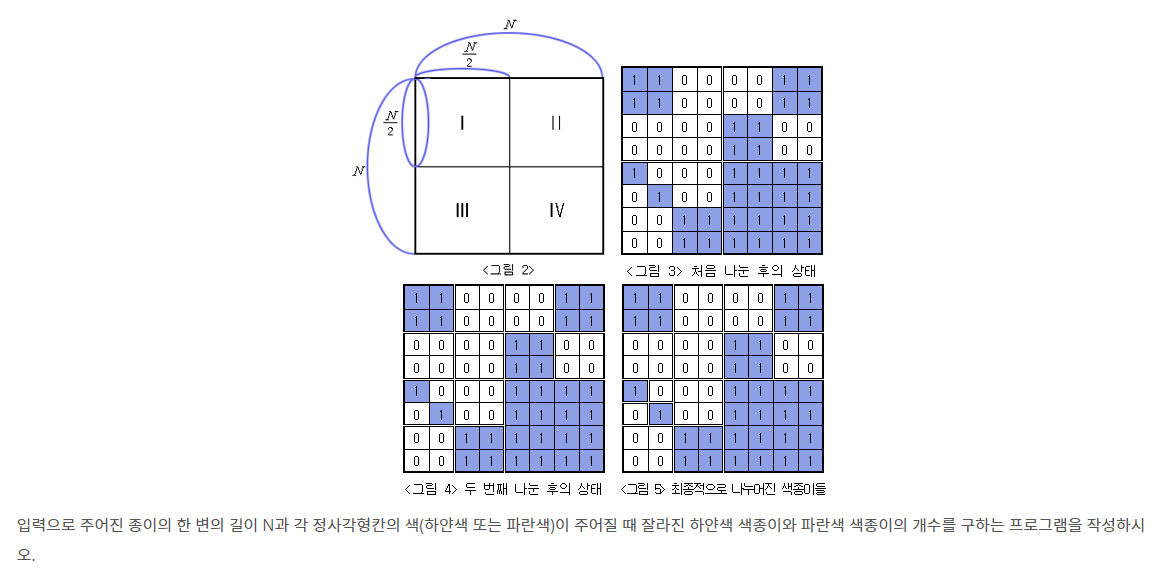 N
N
2
N
2
N
I
II
III
IV
<그림 2>
1 1 0 0 0 0 1 1
1 1 0 0 0 0 1 1
0 0 0 0 1 1 0 0
0 0 0 0 1 1 0 0
1 0 0 0 1 1 1 1
0 1 0 0 1 1 1 1
0 0 1 1 1 1 1 1
0 0 1 1 1 1 1 1
<그림 3> 처음 나눈 후의 상태
1 1 0 0 0 0 1 1
1 1 0 0 0 0 1 1
0 0 0 0 1 1 0 0
0 0 0 0 1 1 0 0
1 0 0 0 1 1 1 1
0 1 0 0 1 1 1 1
0 0 1 1 1 1 1 1
0 0 1 1 1 1 1 1
<그림 4> 두 번째 나눈 후의 상태
1 1 0 0 0 0 1 1
1 1 0 0 0 0 1 1
0 0 0 0 1 1 0 0
0 0 0 0 1 1 0 0
1 0 0 0 1 1 1 1
0 1 0 0 1 1 1 1
0 0 1 1 1 1 1 1
0 0 1 1 1 1 1 1
<그림 5> 최종적으로 나누어진 색종이들
입력으로 주어진 종이의 한 변의 길이 N과 각 정사각형칸의 색(하얀색 또는 파란색)이 주어질 때 잘라진 하얀색 색종이와 파란색 색종이의 개수를 구하는 프로그램을 작성하시
오.